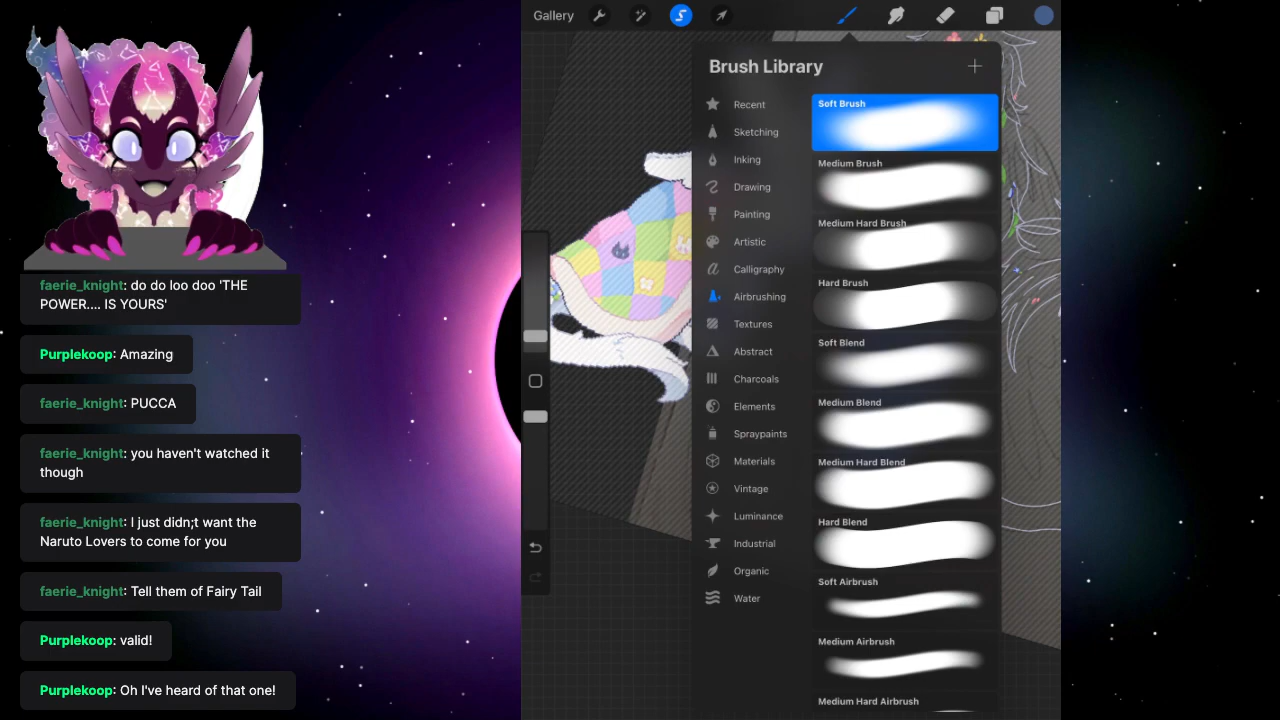 faerie_knight: do do loo doo 'THE
POWER.... IS YOURS'
Purplekoop: Amazing
faerie_knight: PUCCA
faerie_knight: you haven't watched it
though
faerie_knight: I just didn;t want the
Naruto Lovers to come for you
faerie_knight: Tell them of Fairy Tail
Purplekoop: valid!
Purplekoop: Oh I've heard of that one!
Gallery
Brush Library
Recent
Sketching
Inking
Drawing
Painting
Artistic
Calligraphy
Airbrushing
Textures
Abstract
Charcoals
Elements
Spraypaints
Materials
Vintage
Luminance
Industrial
Organic
Water
Soft Brush
Medium Brush
Medium Hard Brush
Hard Brush
Soft Blend
Medium Blend
Medium Hard Blend
Hard Blend
Soft Airbrush
Medium Airbrush
Medium Hard Airbrush